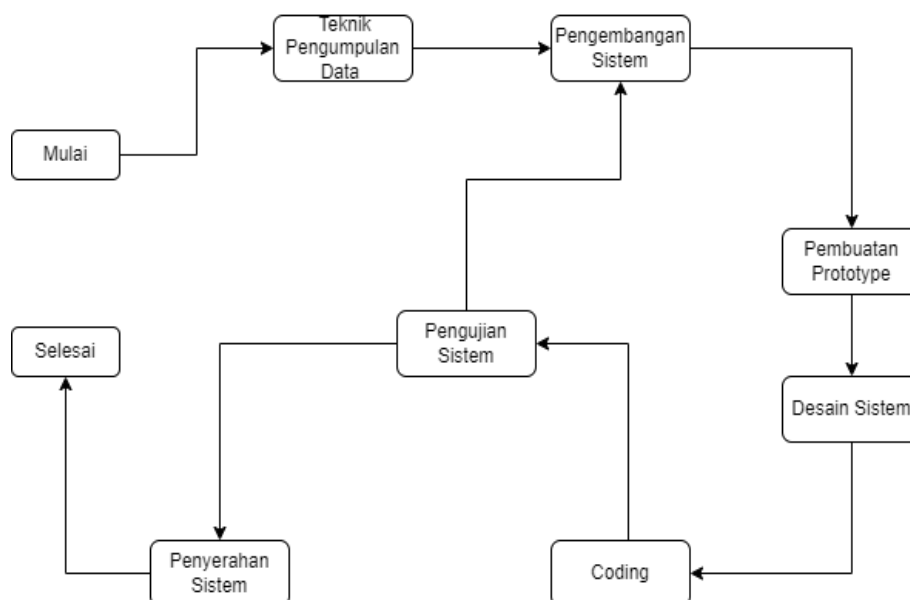 Teknik
Pengumpulan
Data
Pengembangan
Sistem
Mulai
Pembuatan
Prototype
Pengujian
Sistem
Selesai
Desain Sistem
Penyerahan
Sistem
Coding